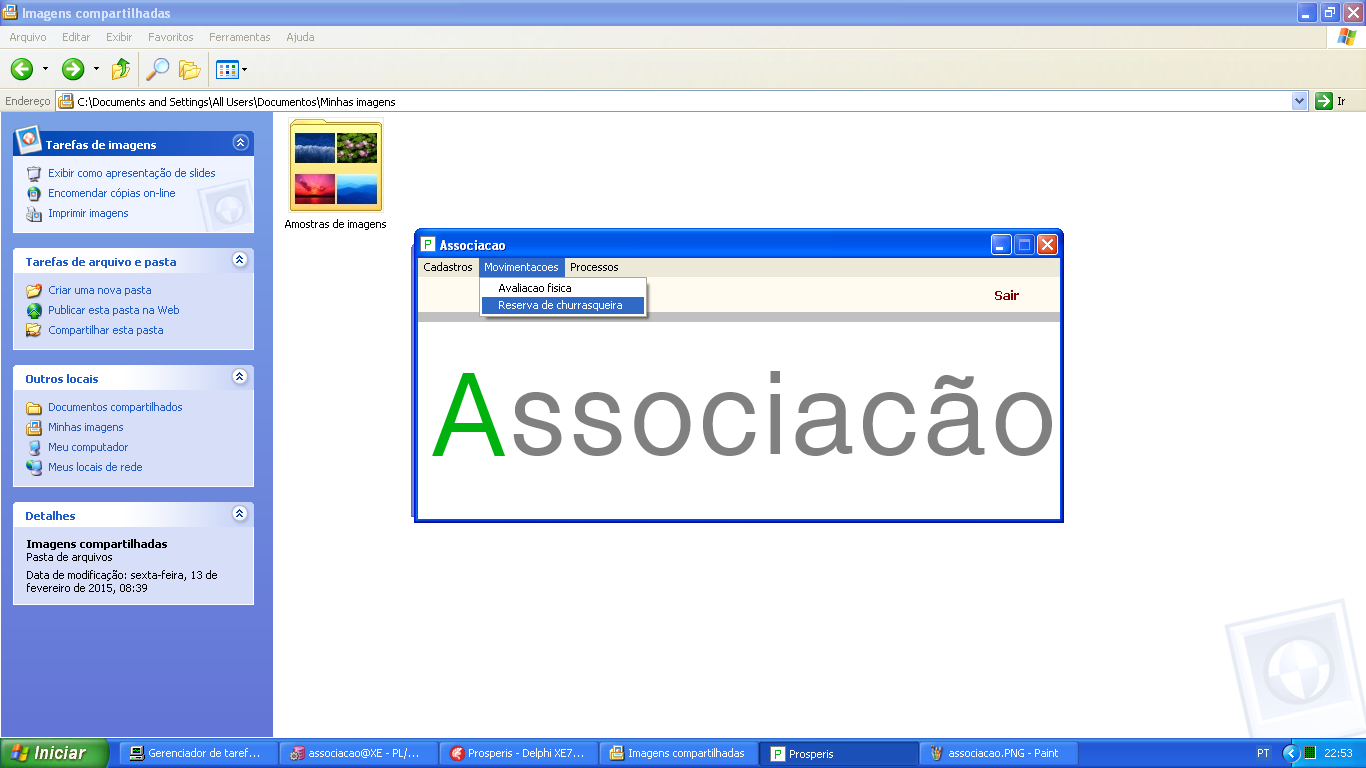 Imagens compartilhadas
Arquivo Editar Exibir Favoritos Ferramentas Ajuda
Endereço C:\Documents and Settings\All Users\Documentos\Minhas imagens Ir
Tarefas de imagens
Exibir como apresentação de slides
Encomendar cópias on-line
Imprimir imagens
Tarefas de arquivo e pasta
Criar uma nova pasta
Publicar esta pasta na Web
Compartilhar esta pasta
Outros locais
Documentos compartilhados
Minhas imagens
Meu computador
Meus locais de rede
Detalhes
Imagens compartilhadas
Pasta de arquivos
Data de modificação: sexta-feira, 13 de
fevereiro de 2015, 08:39
Amostras de imagens
P Associacao
Cadastros Movimentacoes Processos
Avaliacao fisica
Reserva de churrasqueira
Sair
Associacão
Iniciar Gerenciador de taref... associacao@XE - PL/... Prosperis - Delphi XE7... Imagens compartilhadas P Prosperis associacao.PNG - Paint PT 22:53